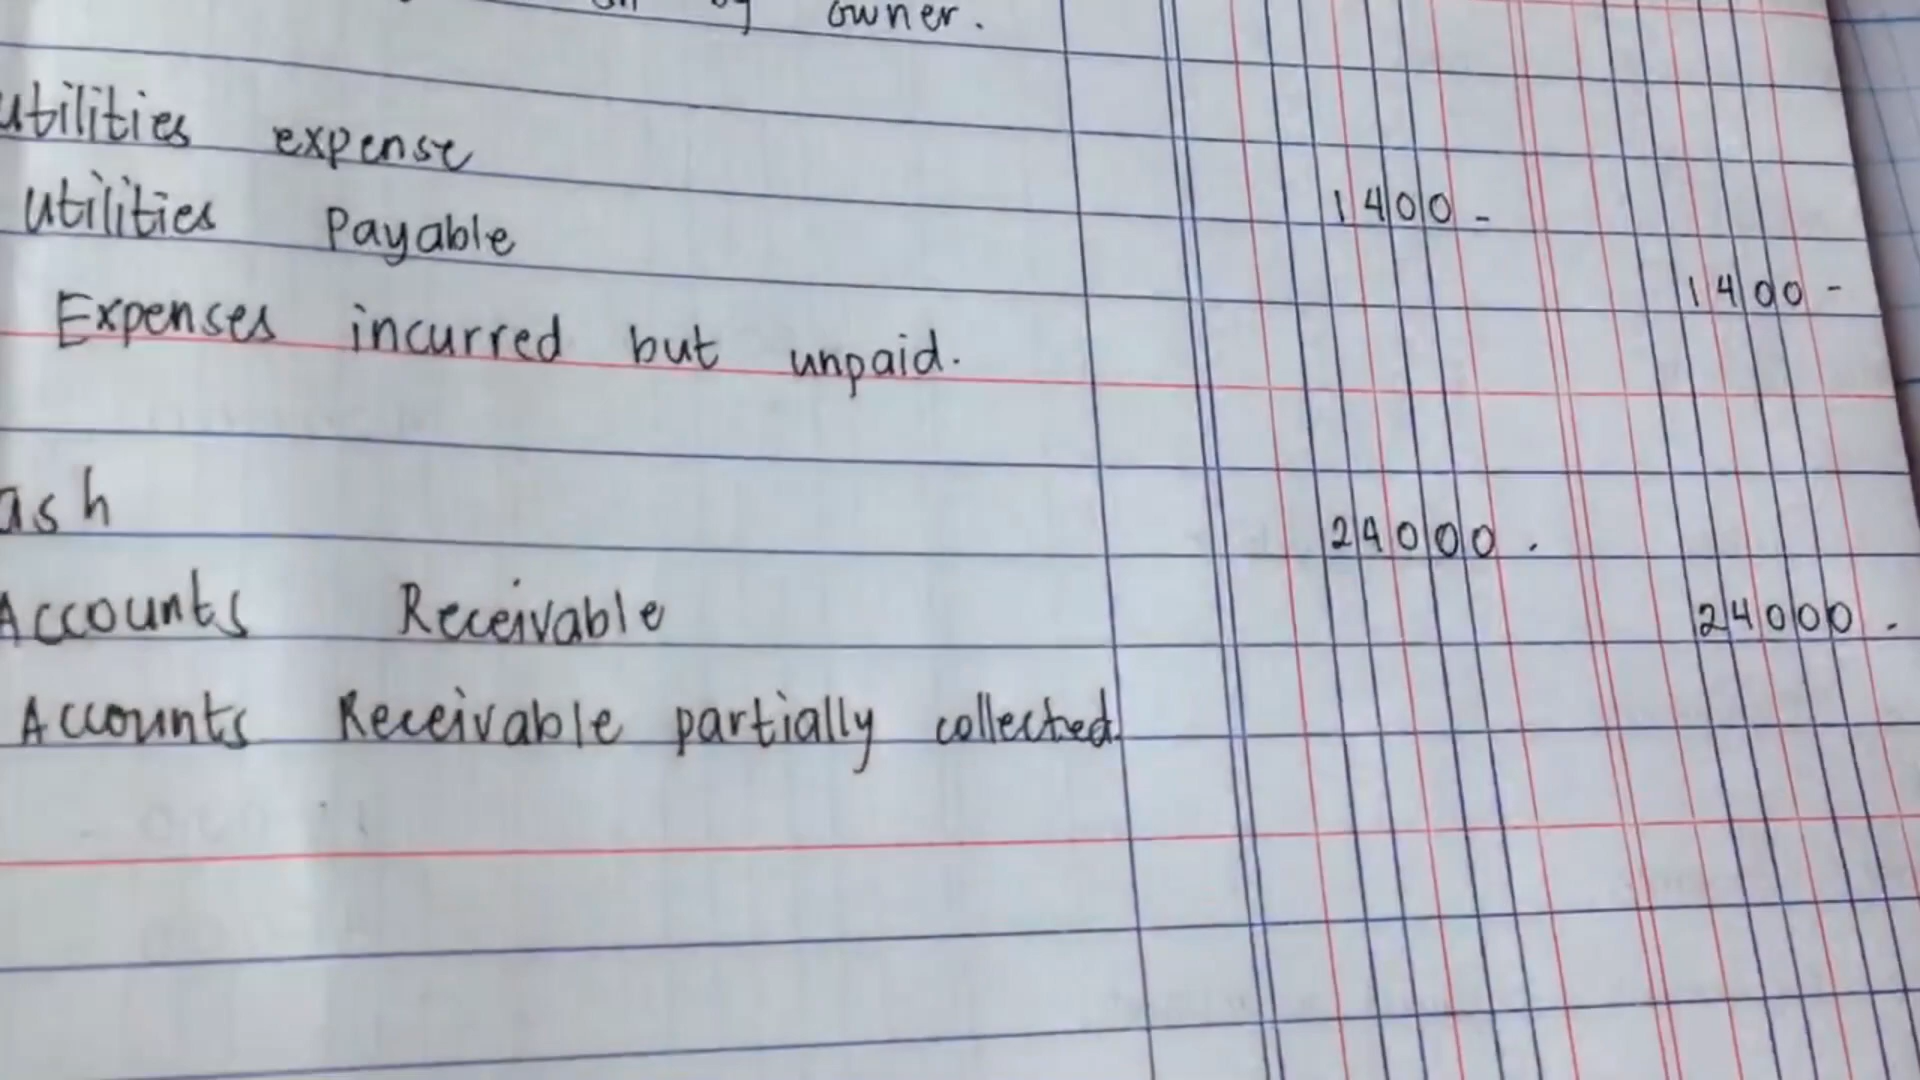 owner.
utilities expense 1400 -
utilities Payable 1400 -
Expenses incurred but unpaid.
ash 24000 .
Accounts Receivable 24000 .
Accounts Receivable partially collected.